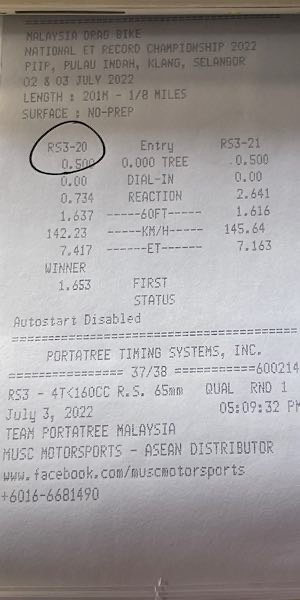 MALAYSIA DRAG BIKE
NATIONAL ET RECORD CHAMPIONSHIP 2022
PIIF, PULAU INDAH, KLANG, SELANGOR
02 & 03 JULY 2022
LENGTH : 201M - 1/8 MILES
SURFACE : NO-PREP
RS3-20 Entry RS3-21
0.500 0.000 TREE 0.500
0.00 DIAL-IN 0.00
0.734 REACTION 2.641
1.637 -----60FT----- 1.616
142.23 -----KM/H----- 145.64
7.417 ------ET------ 7.163
WINNER
1.653 FIRST
STATUS
Autostart Disabled
PORTATREE TIMING SYSTEMS, INC.
================ 37/38 ===========600214
RS3 - 4T<160CC R.S. 65mm QUAL RND 1
July 3, 2022 05:09:32 PM
TEAM PORTATREE MALAYSIA
MUSC MOTORSPORTS - ASEAN DISTRIBUTOR
www.facebook.com/muscmotorsports
+6016-6681490